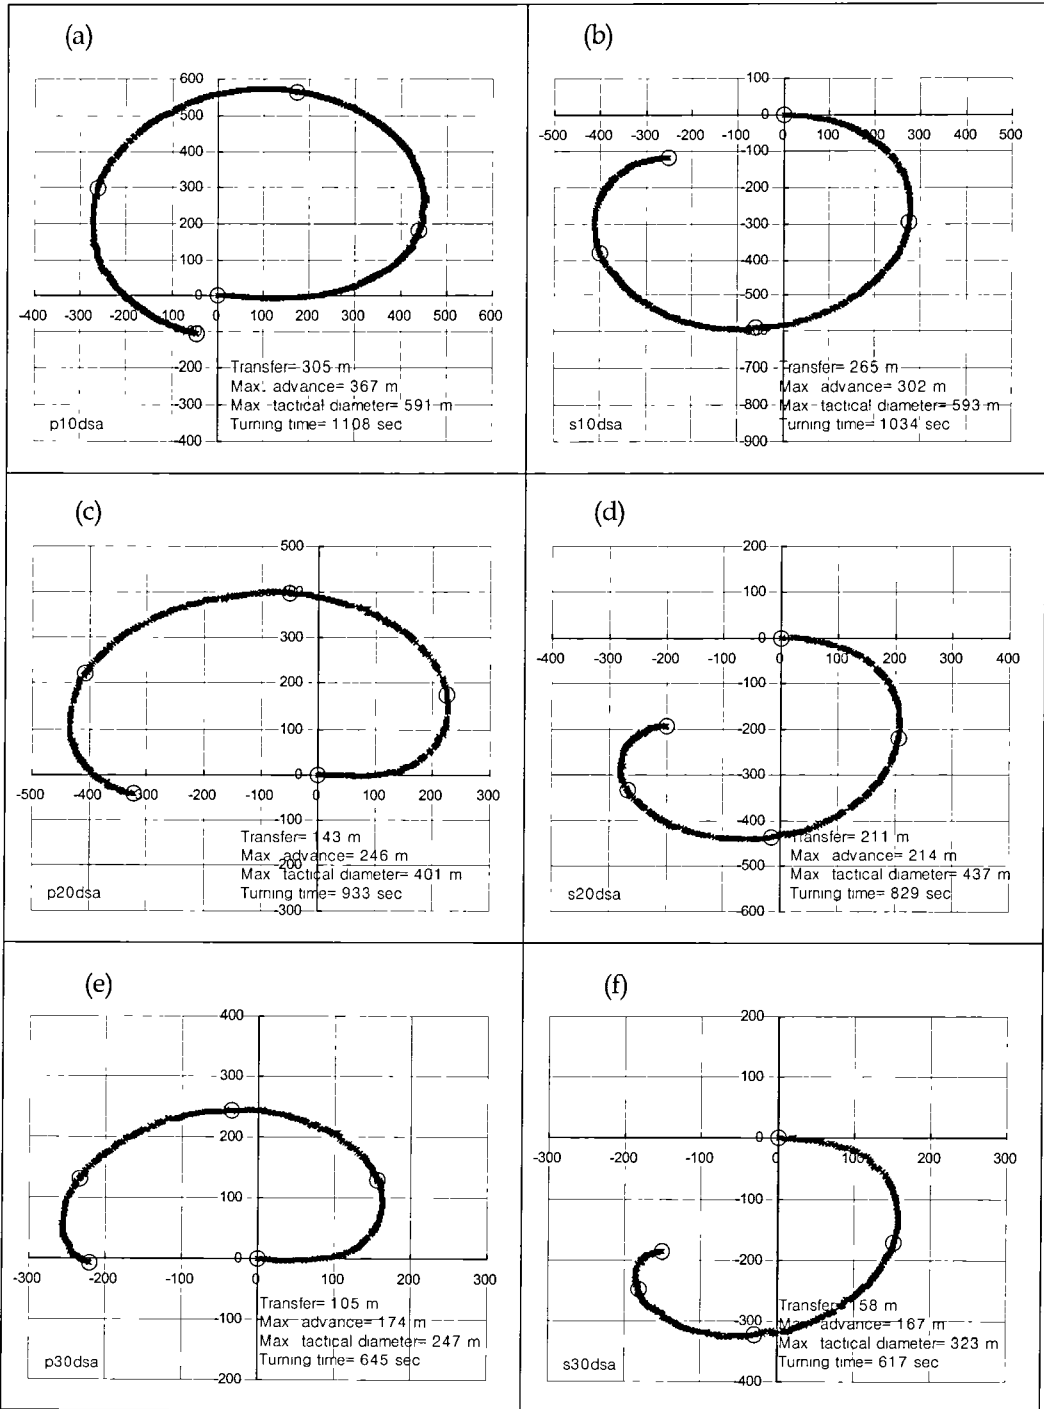 (a)
600
500
400
300
200
100
0
-400 -300 -200 -100 0 100 200 300 400 500 600
-100
-200
-300
-400
Transfer= 305 m
Max. advance= 367 m
Max tactical diameter= 591 m
Turning time= 1108 sec
p10dsa
(b)
100
0
-500 -400 -300 -200 -100 0 100 200 300 400 500
-100
-200
-300
-400
-500
-700
-800
-900
Transfer= 265 m
Max advance= 302 m
Max tactical diameter= 593 m
Turning time= 1034 sec
s10dsa
(c)
500
300
200
100
0
-500 -400 -300 -200 -100 0 100 200 300
-100
-200
-300
Transfer= 143 m
Max advance= 246 m
Max tactical diameter= 401 m
Turning time= 933 sec
p20dsa
(d)
200
100
0
-400 -300 -200 -100 0 100 200 300 400
-100
-200
-300
-400
-500
-600
Transfer= 211 m
Max advance= 214 m
Max tactical diameter= 437 m
Turning time= 829 sec
s20dsa
(e)
400
300
200
100
0
-300 -200 -100 0 100 200 300
-100
-200
Transfer= 105 m
Max advance= 174 m
Max tactical diameter= 247 m
Turning time= 645 sec
p30dsa
(f)
200
100
0
-300 -200 -100 0 100 200 300
-100
-200
-300
-400
Transfer= 158 m
Max advance= 167 m
Max tactical diameter= 323 m
Turning time= 617 sec
s30dsa